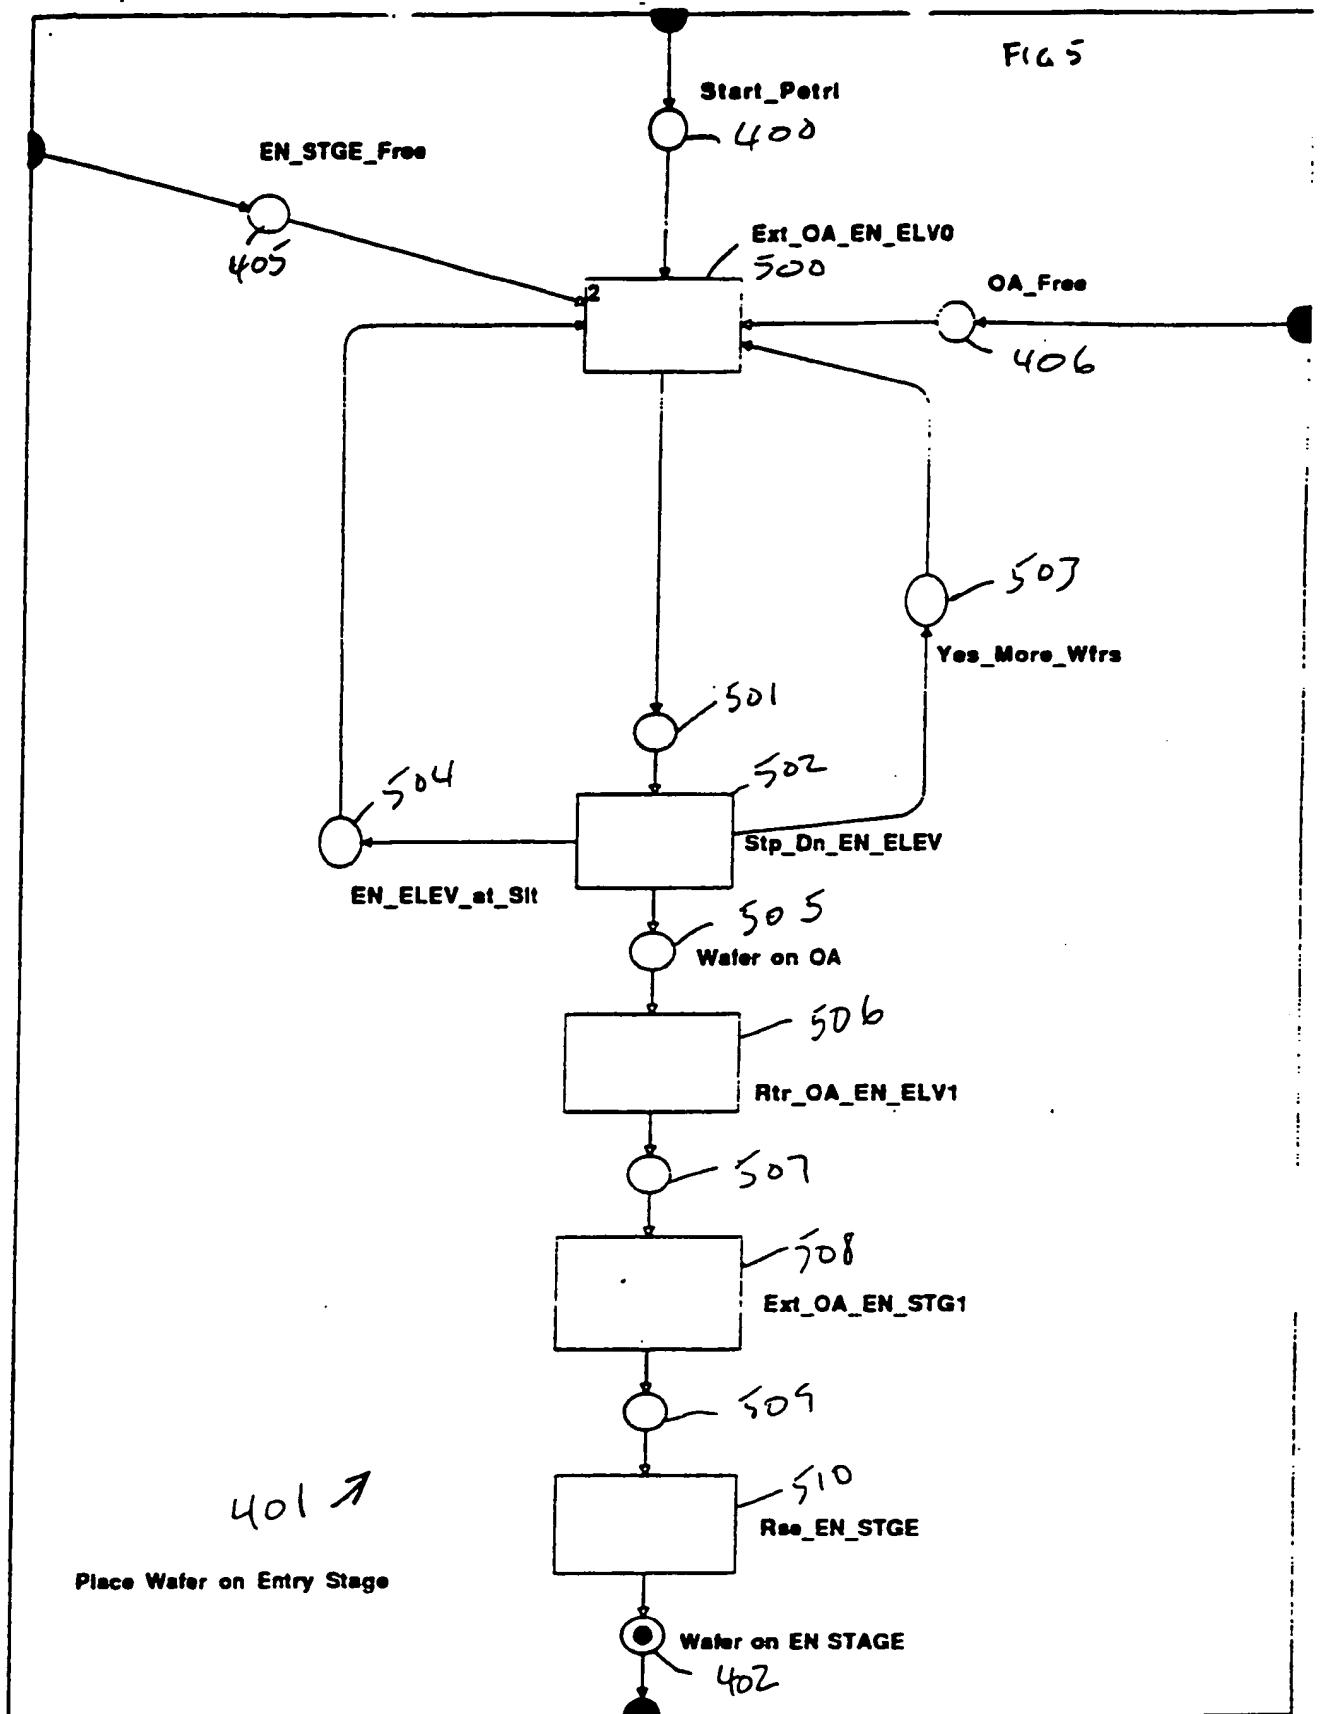 FIG 5
Start_Petri
400
EN_STGE_Free
405
Ext_OA_EN_ELV0
500
2
OA_Free
406
503
Yes_More_Wfrs
501
502
504
Stp_Dn_EN_ELEV
EN_ELEV_at_Slt
505
Wafer on OA
506
Rtr_OA_EN_ELV1
507
508
Ext_OA_EN_STG1
509
510
401
Rse_EN_STGE
Place Wafer on Entry Stage
Wafer on EN STAGE
402